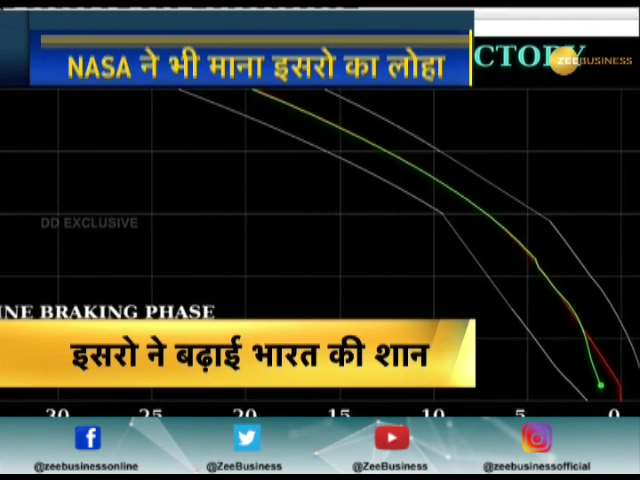 NASA ने भी माना इसरो का लोहा
CTORY
ZEEBUSINESS
DD EXCLUSIVE
INE BRAKING PHASE
इसरो ने बढ़ाई भारत की शान
30 25 20 15 10 5 0
@zeebusinessonline @ZeeBusiness @ZeeBusiness @zeebusinessofficial